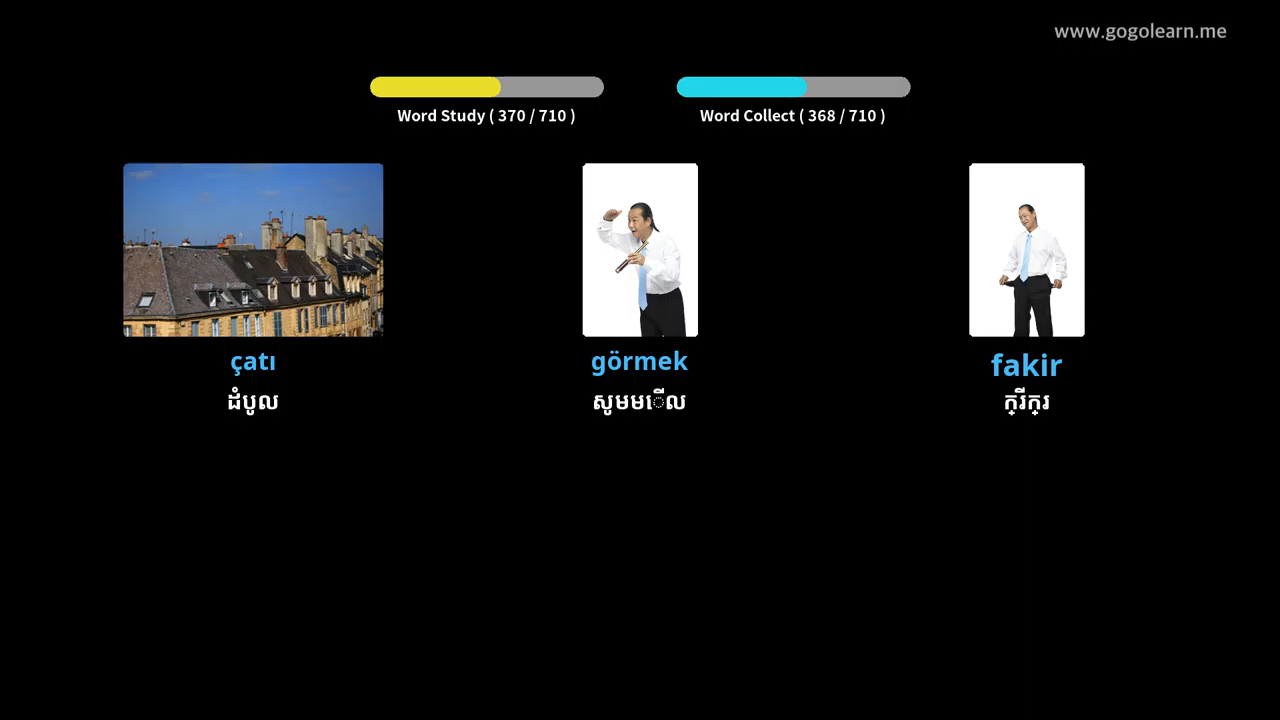 www.gogolearn.me
Word Study ( 370 / 710 )
Word Collect ( 368 / 710 )
çatı
görmek
fakir
ដំបូល
សូមមើល
ក្រីក្រ